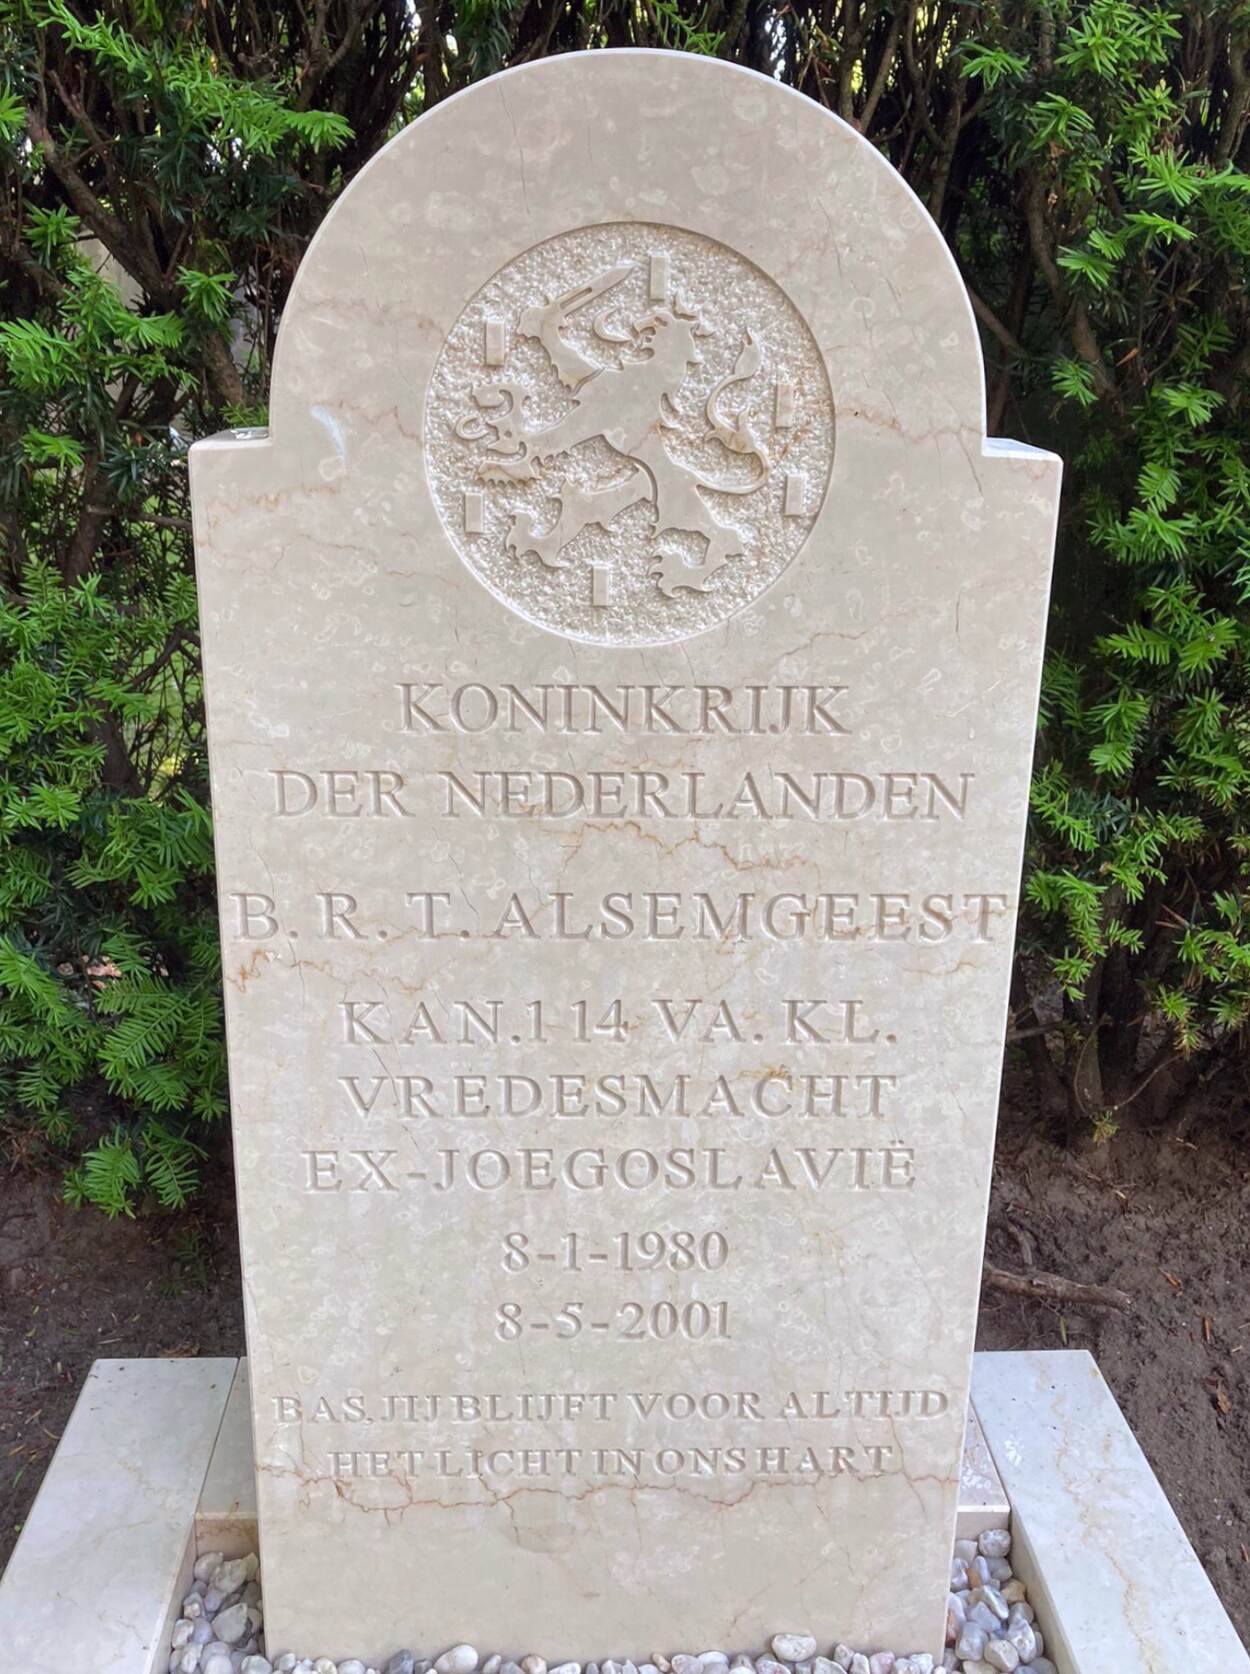 KONINKRIJK
DER NEDERLANDEN
B. R. T. ALSEMGEEST
KAN.1 14 VA. KL.
VREDESMACHT
EX-JOEGOSLAVIË
8-1-1980
8-5-2001
BAS, JIJ BLIJFT VOOR ALTIJD
HET LICHT IN ONS HART